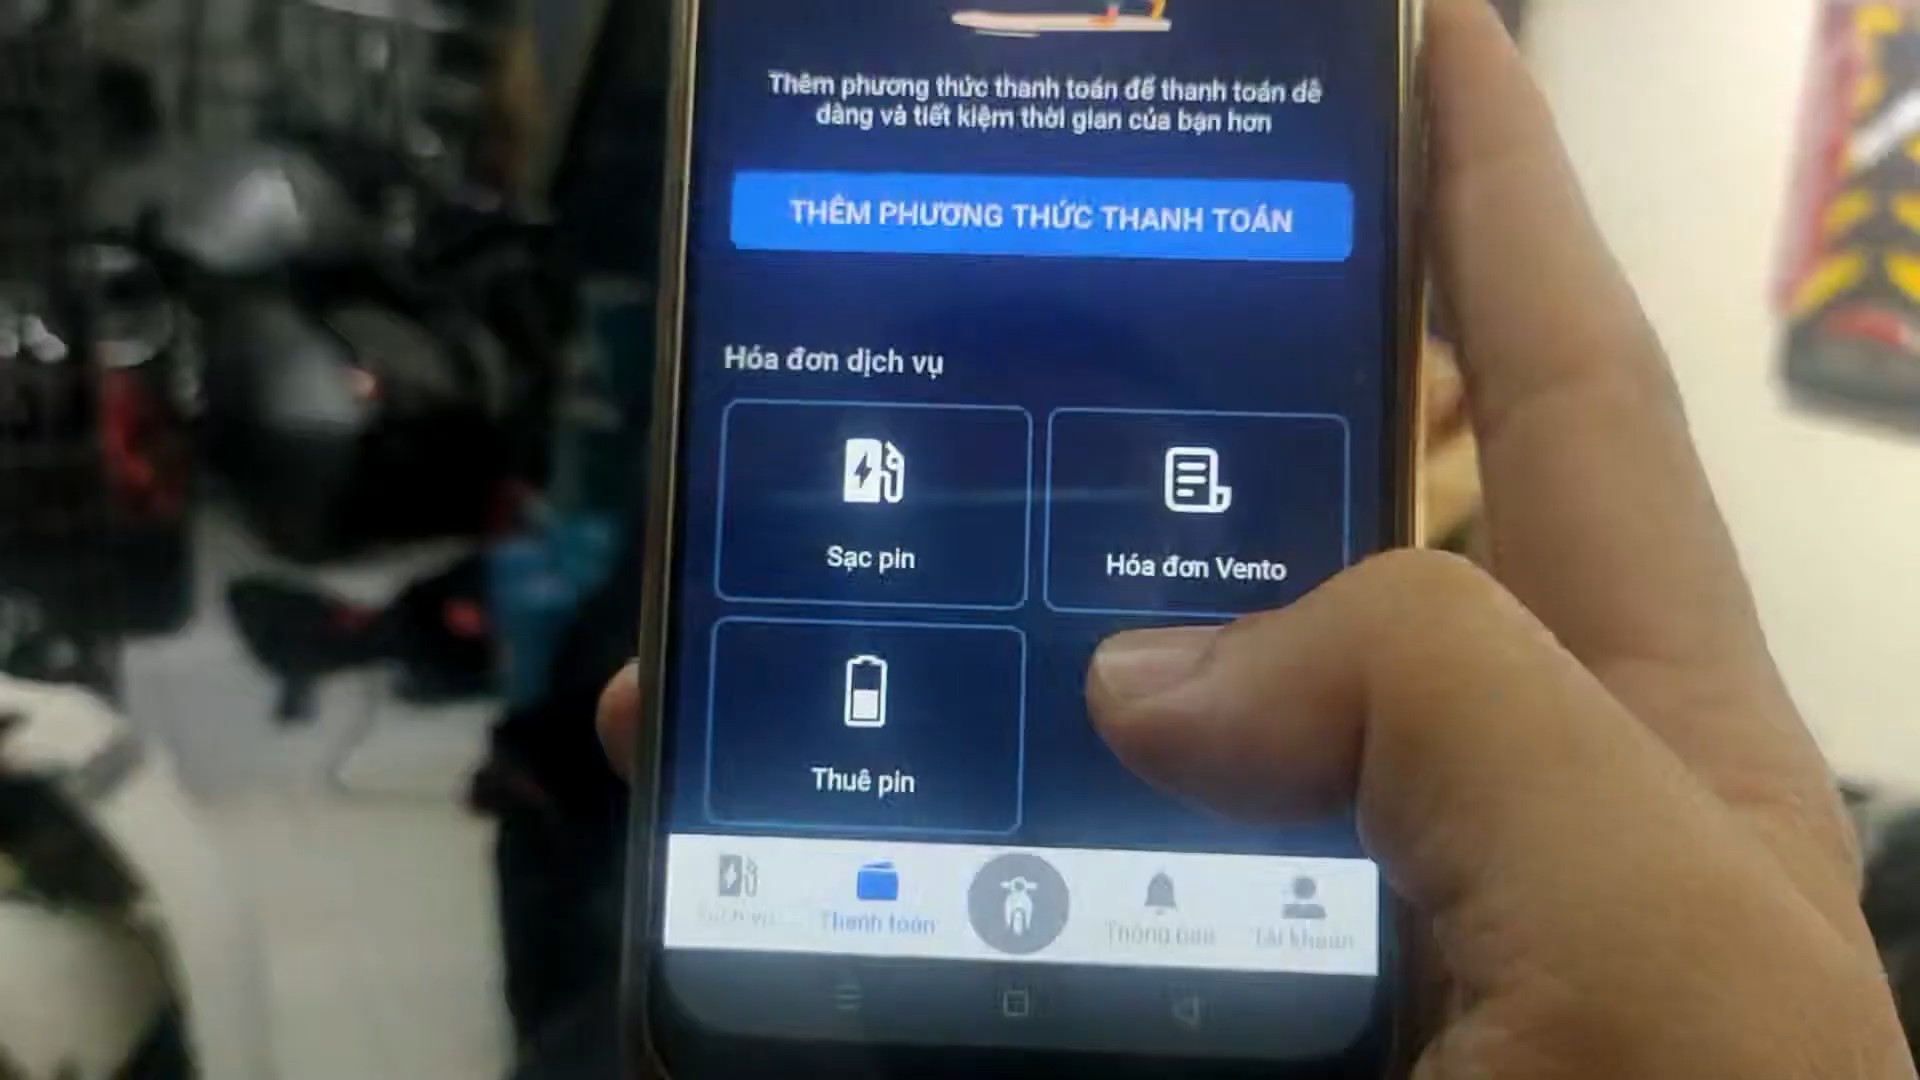 Thêm phương thức thanh toán để thanh toán dễ
dàng và tiết kiệm thời gian của bạn hơn
THÊM PHƯƠNG THỨC THANH TOÁN
Hóa đơn dịch vụ
Sạc pin
Hóa đơn Vento
Thuê pin
Dịch vụ
Thanh toán
Thông báo
Tài khoản